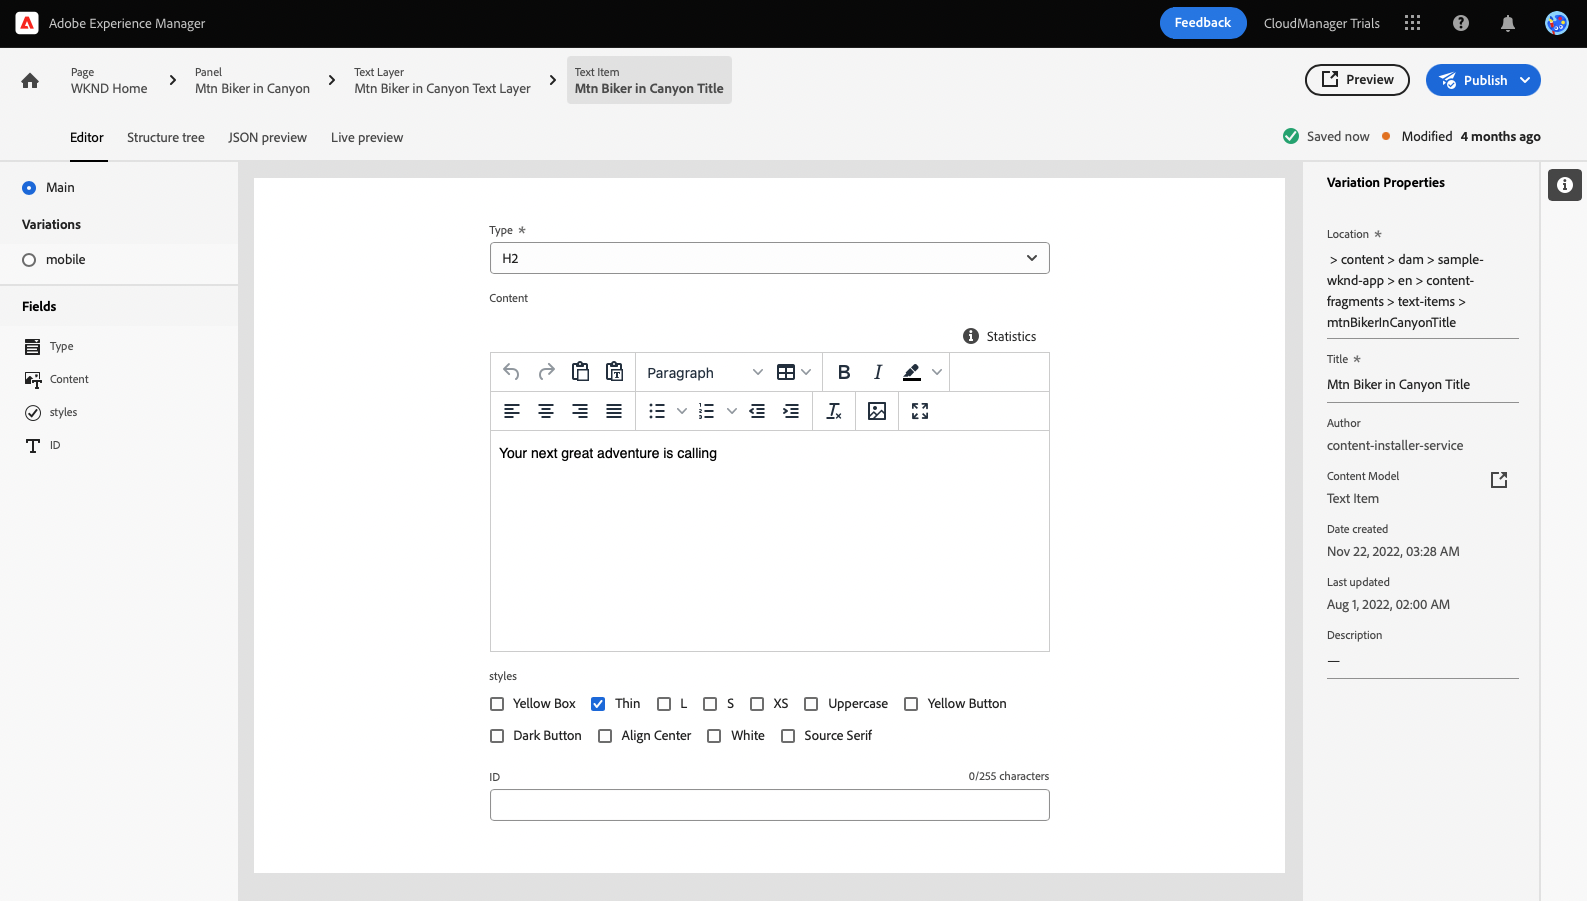 Adobe Experience Manager
Feedback
CloudManager Trials
Page
WKND Home
Panel
Mtn Biker in Canyon
Text Layer
Mtn Biker in Canyon Text Layer
Text Item
Mtn Biker in Canyon Title
Preview
Publish
Editor
Structure tree
JSON preview
Live preview
Saved now
Modified 4 months ago
Main
Variations
mobile
Fields
Type
Content
styles
ID
Type *
H2
Content
Statistics
Paragraph
Your next great adventure is calling
styles
Yellow Box
Thin
L
S
XS
Uppercase
Yellow Button
Dark Button
Align Center
White
Source Serif
ID
0/255 characters
Variation Properties
Location *
> content > dam > sample-
wknd-app > en > content-
fragments > text-items >
mtnBikerInCanyonTitle
Title *
Mtn Biker in Canyon Title
Author
content-installer-service
Content Model
Text Item
Date created
Nov 22, 2022, 03:28 AM
Last updated
Aug 1, 2022, 02:00 AM
Description
—